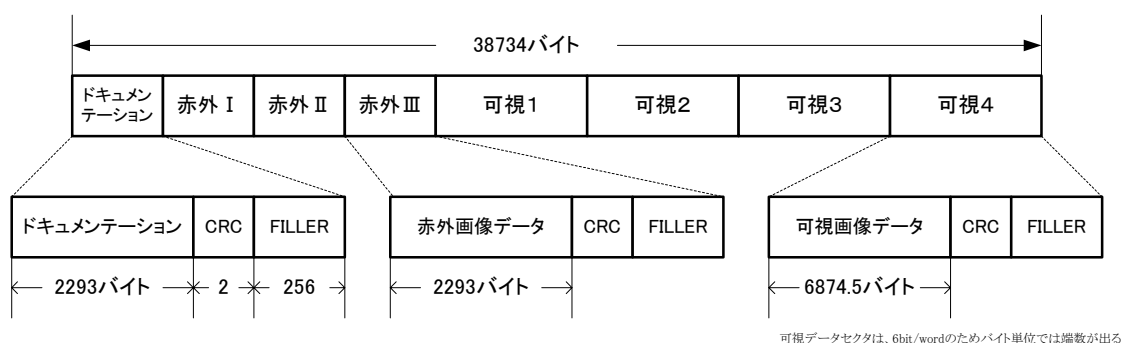 38734バイト
ドキュメン
テーション
赤外Ⅰ
赤外Ⅱ
赤外Ⅲ
可視1
可視2
可視3
可視4
ドキュメンテーション
CRC
FILLER
赤外画像データ
CRC
FILLER
可視画像データ
CRC
FILLER
2293バイト
2
256
2293バイト
6874.5バイト
可視データセクタは、6bit/wordのためバイト単位では端数が出る